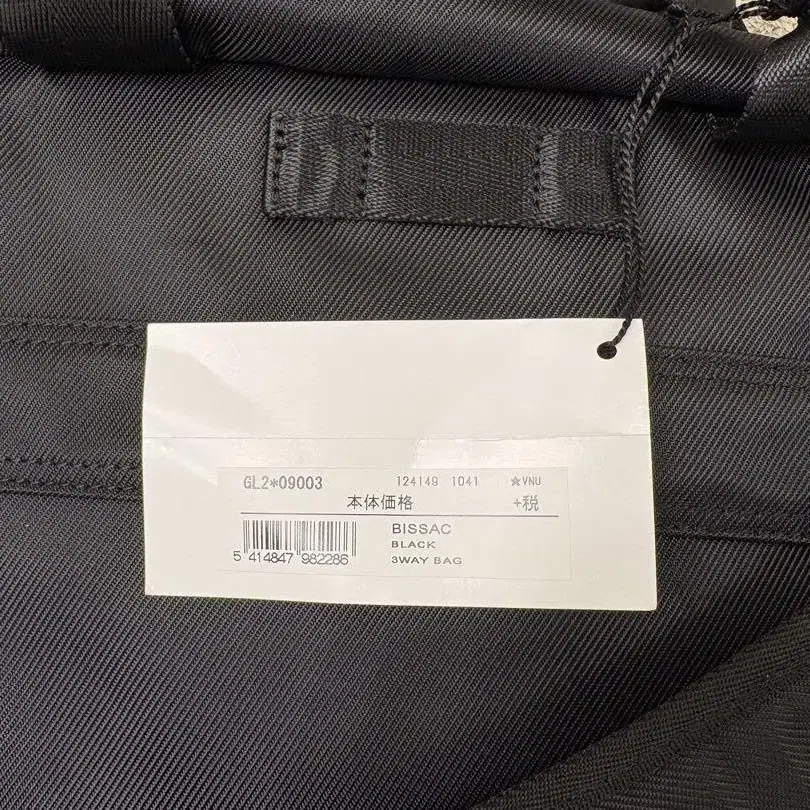 GL2*09003 124149 1041 ★VNU
本体価格 +税
BISSAC
BLACK
3WAY BAG
5 414847 982286